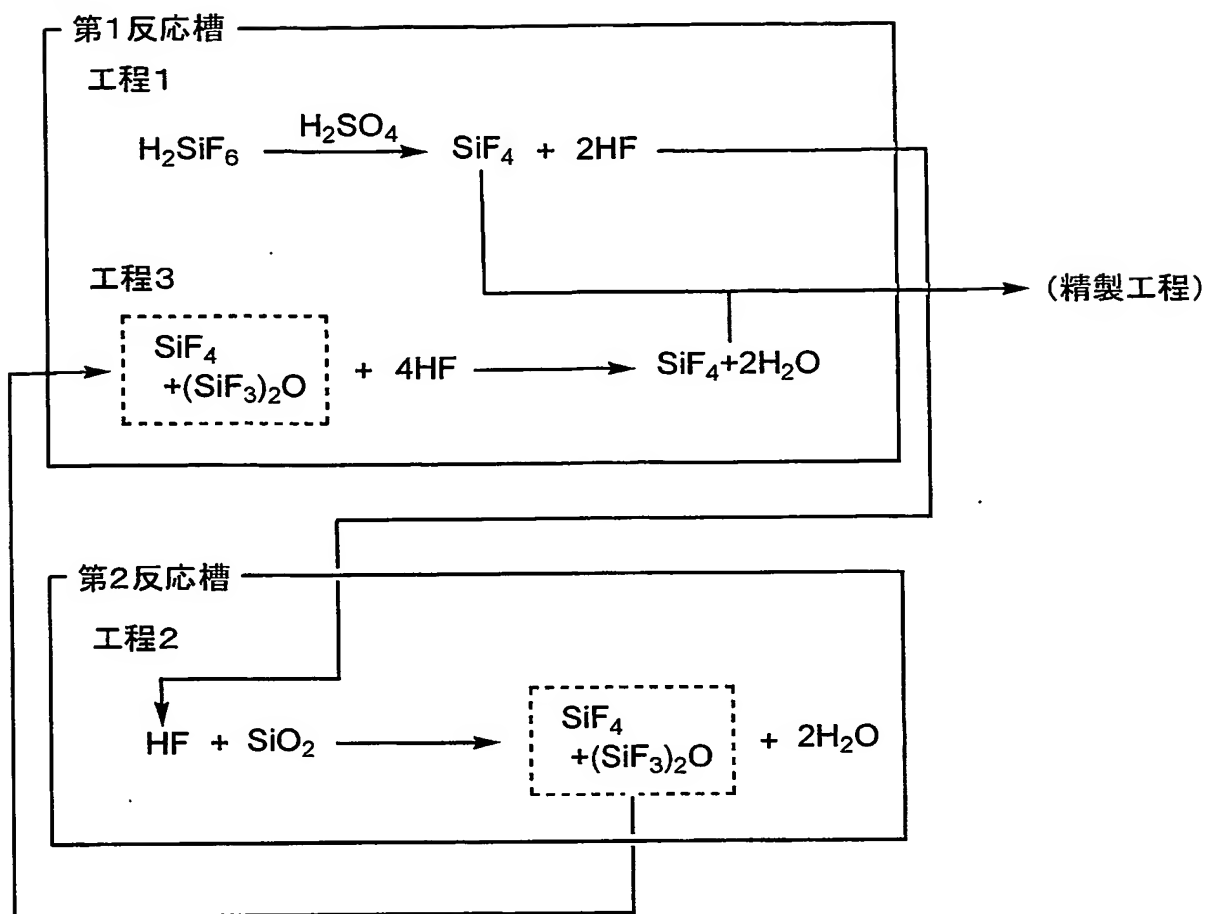 第1反応槽
工程1
H₂SiF₆ H₂SO₄ SiF₄ + 2HF
工程3
(精製工程)
SiF₄
+(SiF₃)₂O + 4HF SiF₄+2H₂O
第2反応槽
工程2
HF + SiO₂ SiF₄
+(SiF₃)₂O + 2H₂O